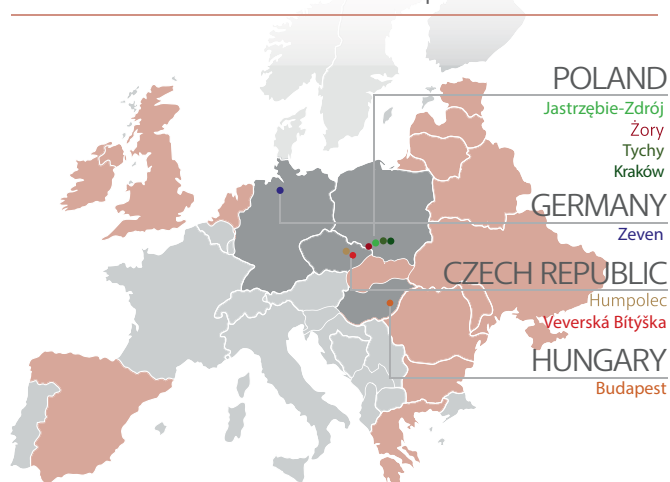 POLAND
Jastrzębie-Zdrój
Żory
Tychy
Kraków
GERMANY
Zeven
CZECH REPUBLIC
Humpolec
Veverská Bítýška
HUNGARY
Budapest